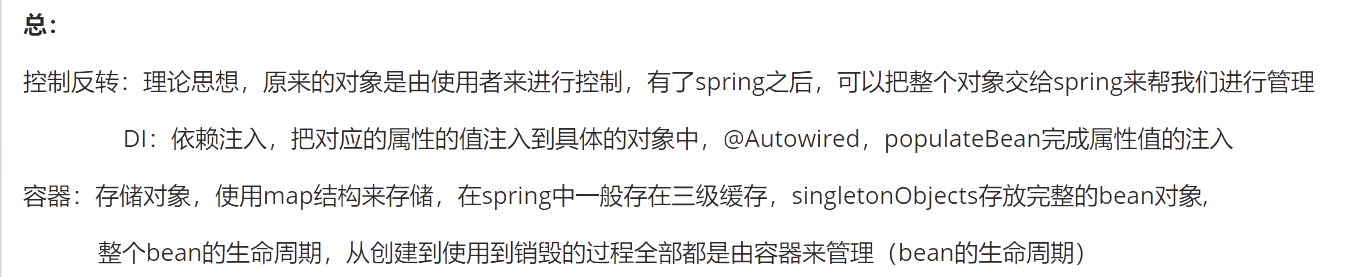 总：
控制反转：理论思想，原来的对象是由使用者来进行控制，有了spring之后，可以把整个对象交给spring来帮我们进行管理
DI：依赖注入，把对应的属性的值注入到具体的对象中，@Autowired，populateBean完成属性值的注入
容器：存储对象，使用map结构来存储，在spring中一般存在三级缓存，singletonObjects存放完整的bean对象,
整个bean的生命周期，从创建到使用到销毁的过程全部都是由容器来管理（bean的生命周期）